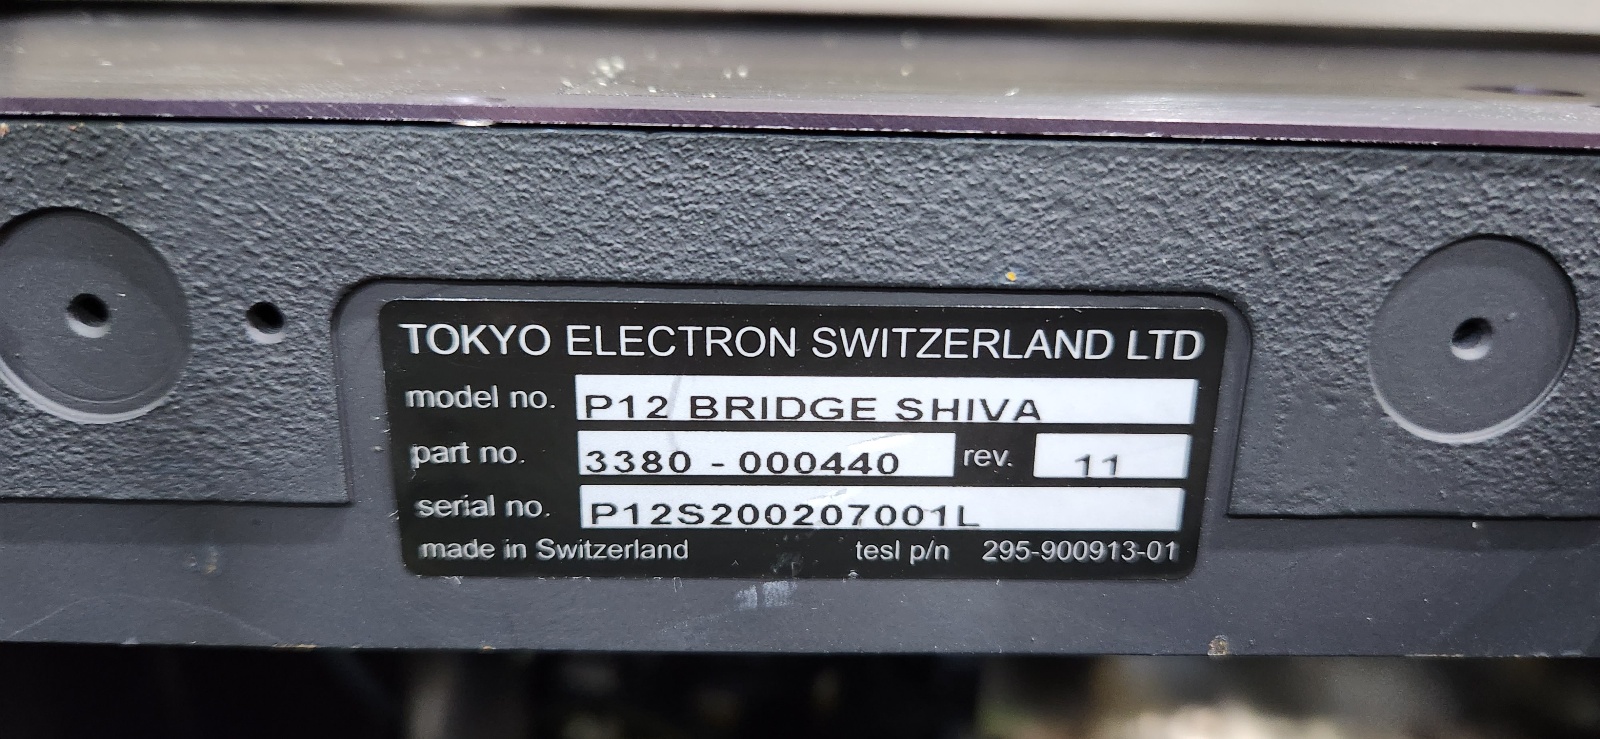 TOKYO ELECTRON SWITZERLAND LTD
model no. P12 BRIDGE SHIVA
part no. 3380 - 000440 rev. 11
serial no. P12S200207001L
made in Switzerland tesl p/n 295-900913-01